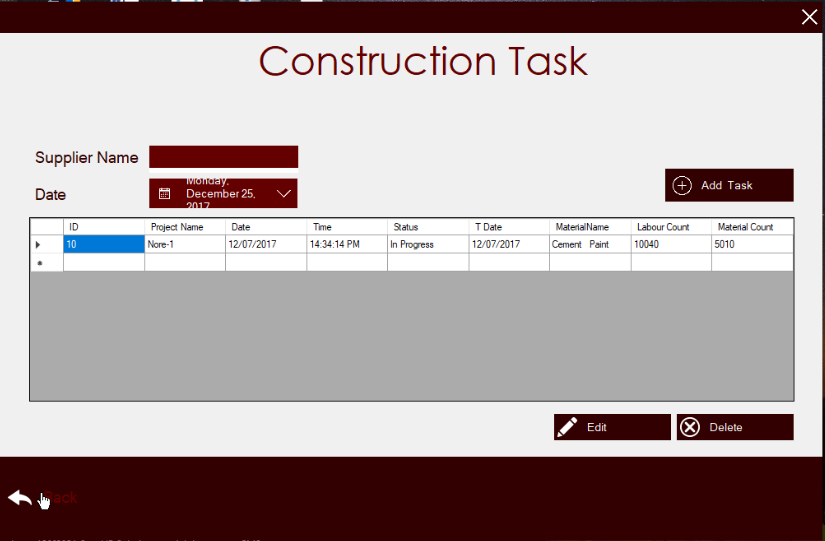 Construction Task
Supplier Name
Date
Monday,
December 25,
2017
Add Task
ID Project Name Date Time Status T Date MaterialName Labour Count Material Count
10 Nore-1 12/07/2017 14:34:14 PM In Progress 12/07/2017 Cement Paint 10040 5010
Edit
Delete
Back